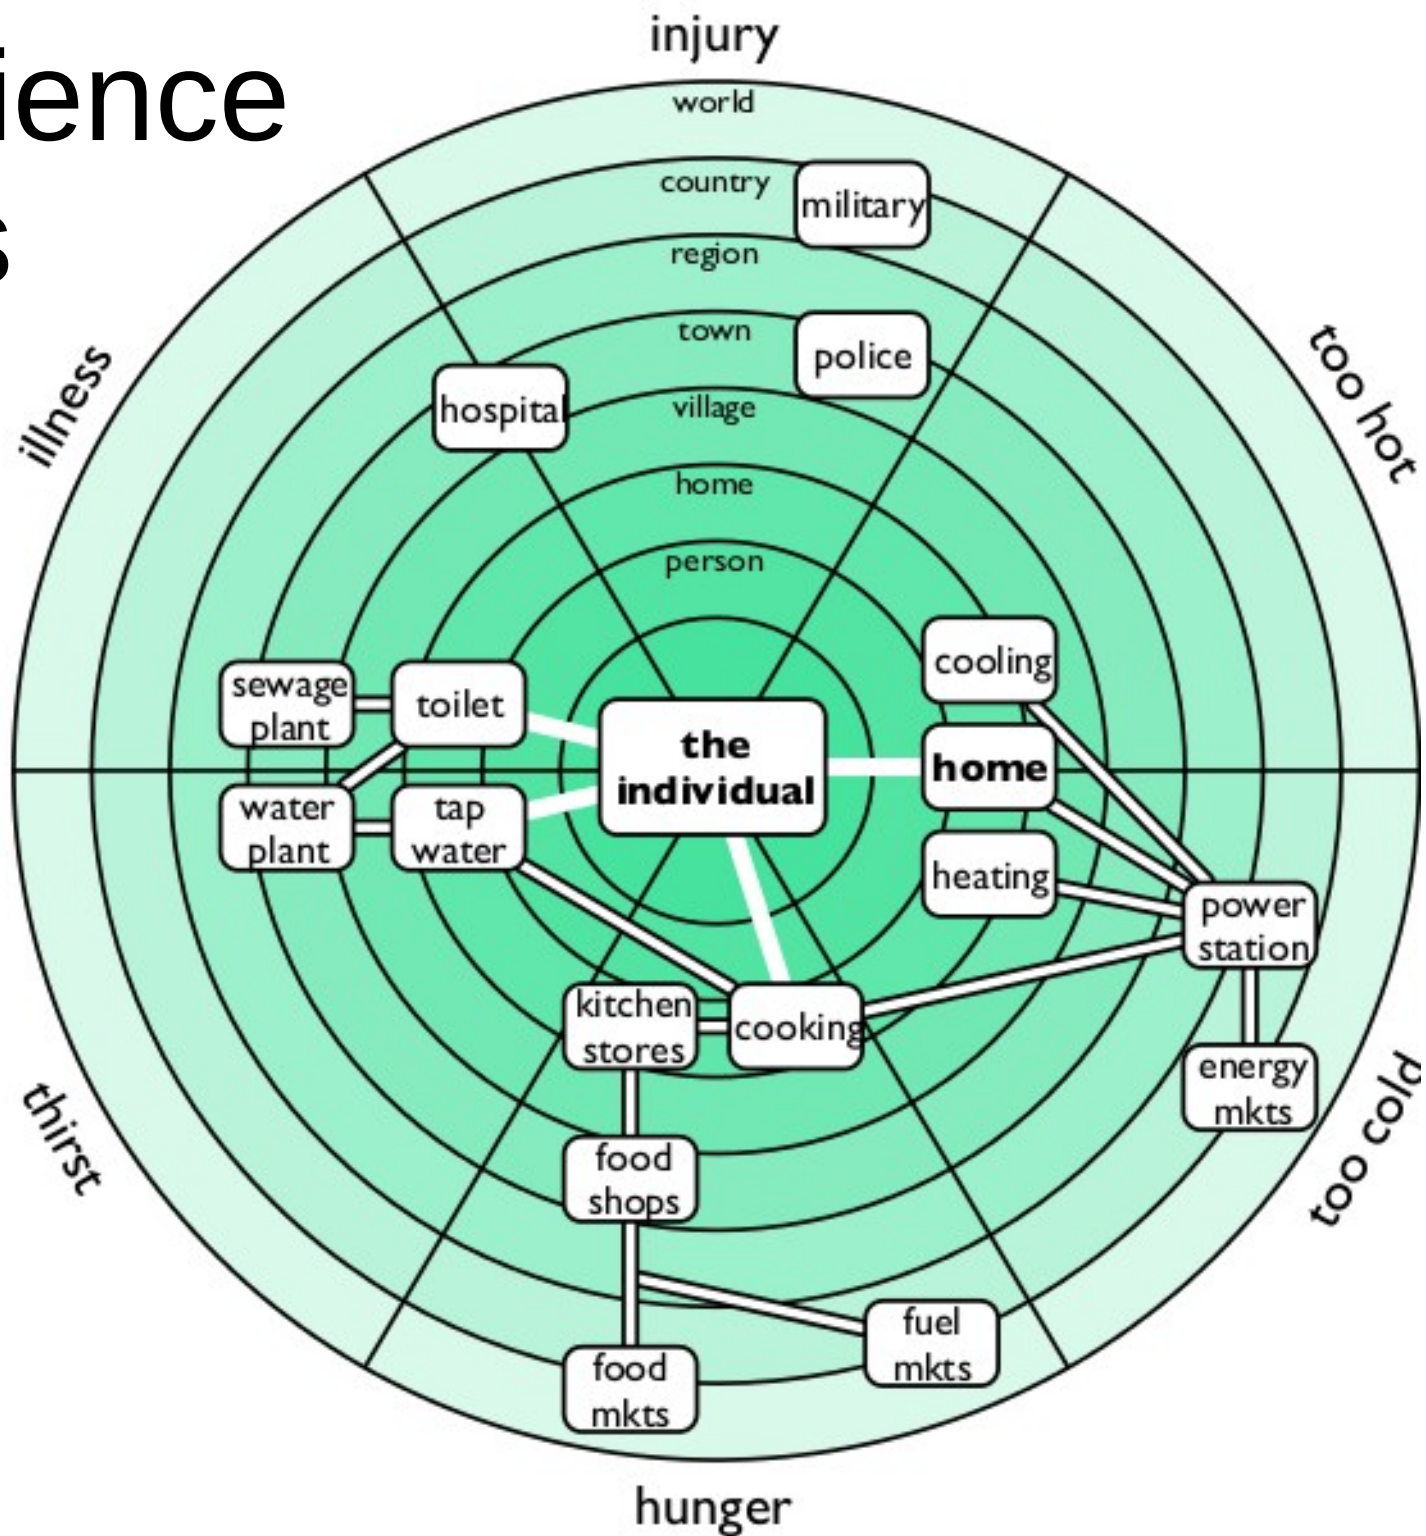 ience
s
injury
world
country
military
region
town
police
village
hospital
home
person
illness
too hot
cooling
sewage
plant
toilet
the
individual
home
water
plant
tap
water
heating
power
station
kitchen
stores
cooking
energy
mkts
thirst
too cold
food
shops
fuel
mkts
food
mkts
hunger